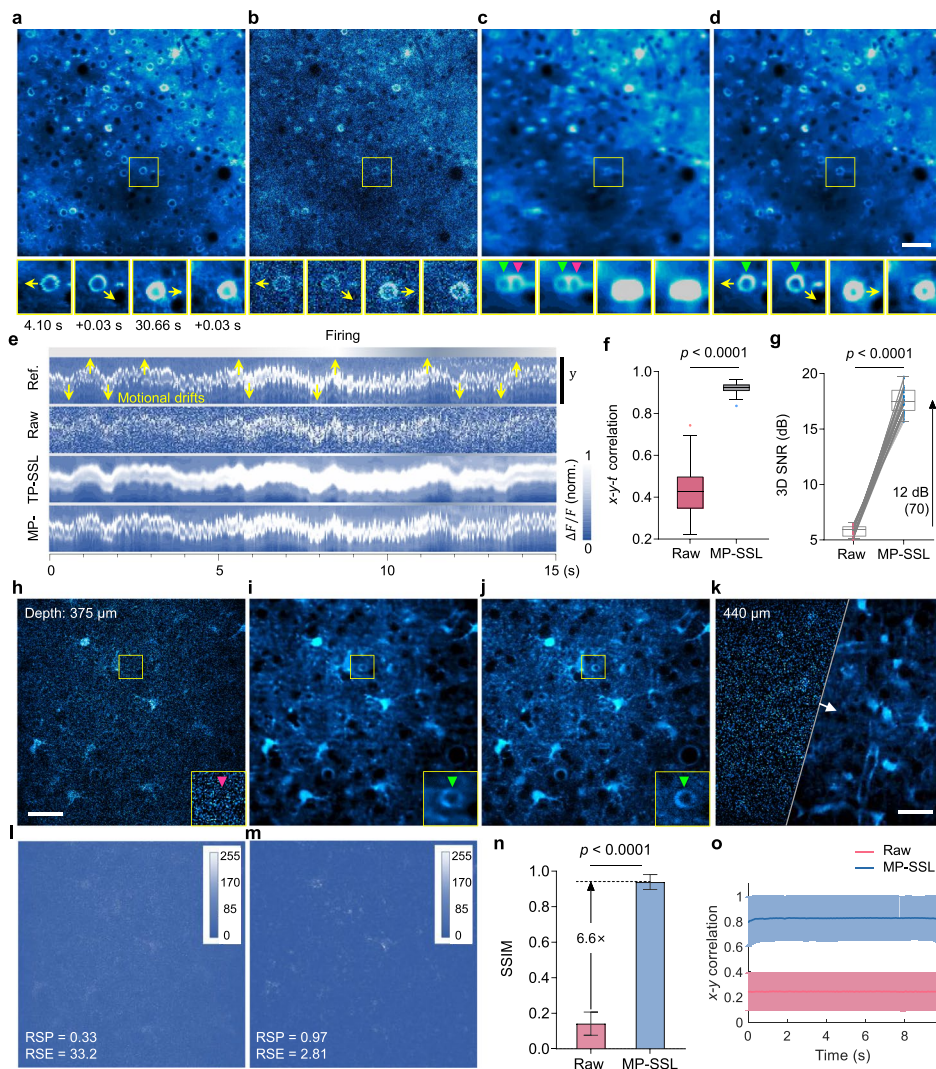 a b c d
4.10 s +0.03 s 30.66 s +0.03 s
e
Firing
Ref.
Motional drifts
y
Raw
TP-SSL
MP-
0 5 10 15 (s)
1
ΔF/F (norm.)
0
f
p < 0.0001
x-y-t correlation
1.0
0.8
0.6
0.4
0.2
Raw MP-SSL
g
p < 0.0001
3D SNR (dB)
20
15
10
5
12 dB
(70)
Raw MP-SSL
h i j k
Depth: 375 µm
440 µm
l m
255
170
85
0
255
170
85
0
RSP = 0.33
RSE = 33.2
RSP = 0.97
RSE = 2.81
n
p < 0.0001
SSIM
1.0
0.8
0.6
0.4
0.2
0.0
6.6×
Raw MP-SSL
o
Raw
MP-SSL
x-y correlation
1
0.8
0.6
0.4
0.2
0
0 2 4 6 8
Time (s)